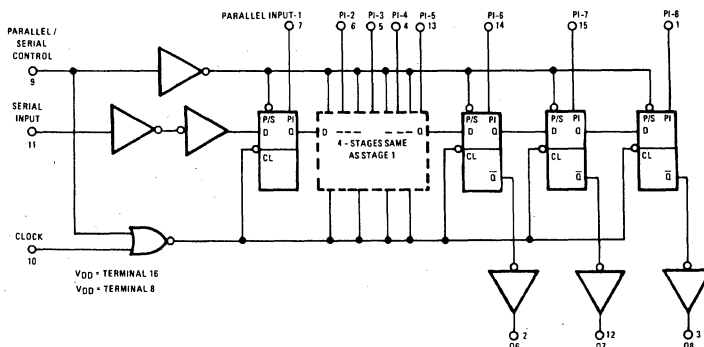 PARALLEL INPUT-1
7
PI-2
6
PI-3
5
PI-4
4
PI-5
13
PI-6
14
PI-7
15
PI-8
1
PARALLEL /
SERIAL
CONTROL
9
SERIAL
INPUT
11
CLOCK
10
P/S PI
D Q
CL
D Q
4 - STAGES SAME
AS STAGE 1
P/S PI
D Q
CL
Q̅
P/S PI
D Q
CL
Q̅
P/S PI
D Q
CL
Q̅
VDD = TERMINAL 16
VDD = TERMINAL 8
2
Q6
12
Q7
3
Q8